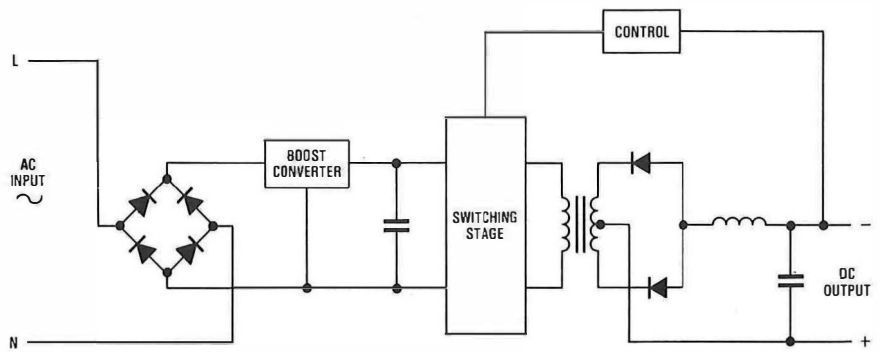 CONTROL
L
BOOST
CONVERTER
AC
INPUT
SWITCHING
STAGE
−
DC
OUTPUT
N
+